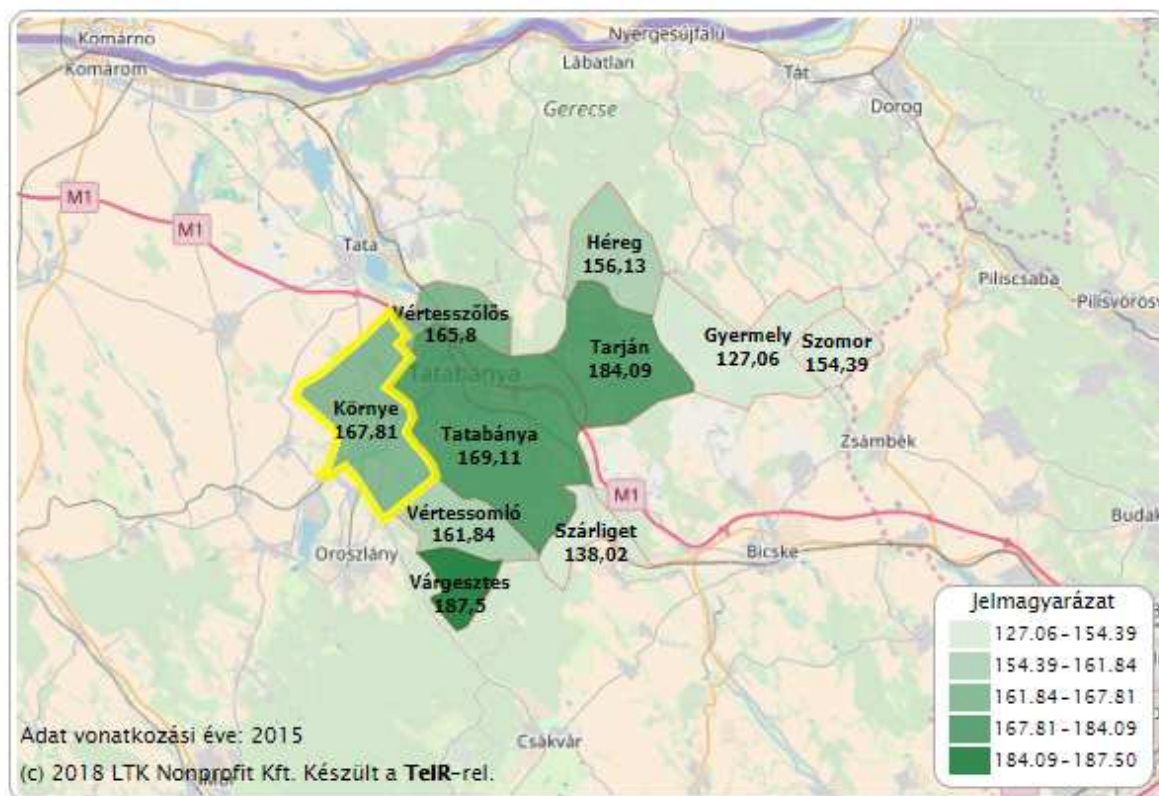 Komárno
Komárom
Nyergesújfalu
Lábatlan
Tát
Dorog
Gerecse
M1
M1
Tata
Héreg
156,13
Piliscsaba
Pilisvörösv
Vértesszőlős
165,8
Tarján
184,09
Gyermely
127,06
Szomor
154,39
Tatabánya
Környe
167,81
Tatabánya
169,11
Zsámbék
M1
Vértessomló
161,84
Szárliget
138,02
Budak
Oroszlány
Bicske
Várgesztes
187,5
Jelmagyarázat
127.06-154.39
154.39-161.84
161.84-167.81
167.81-184.09
184.09-187.50
Adat vonatkozási éve: 2015
Csákvár
(c) 2018 LTK Nonprofit Kft. Készült a TeIR-rel.